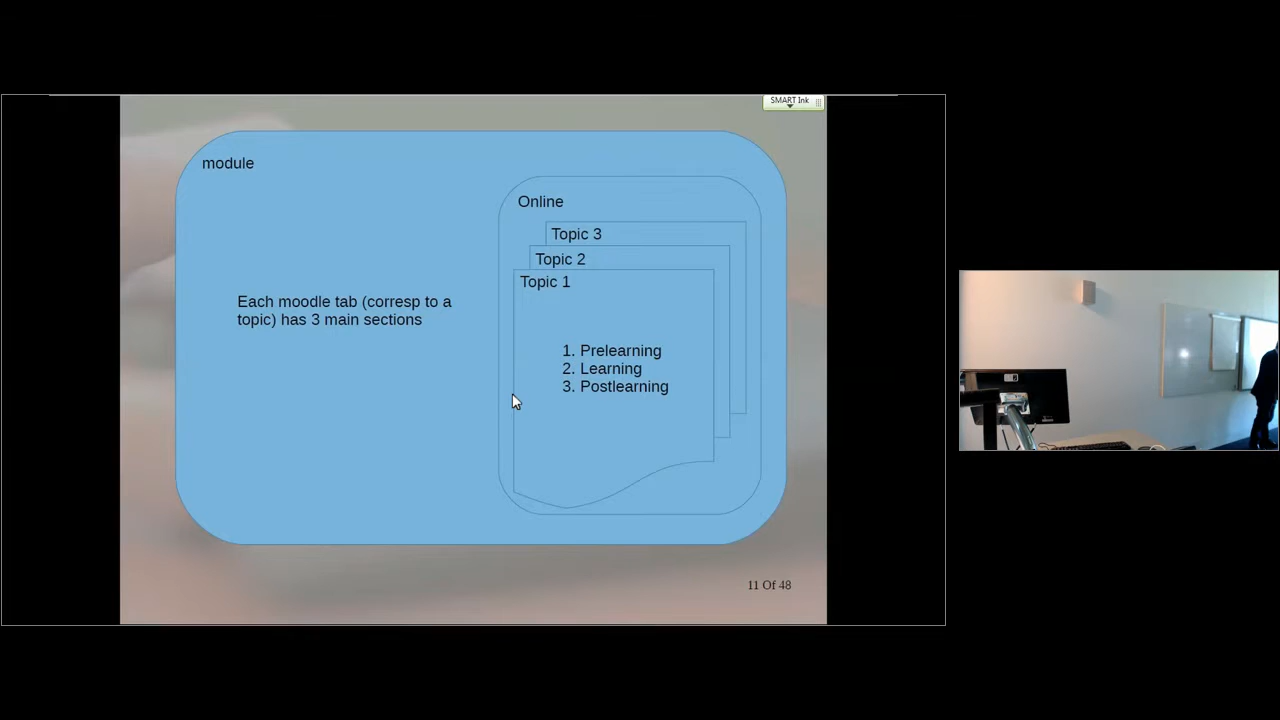 SMART Ink
module
Online
Topic 3
Topic 2
Topic 1
Each moodle tab (corresp to a
topic) has 3 main sections
1. Prelearning
2. Learning
3. Postlearning
11 Of 48